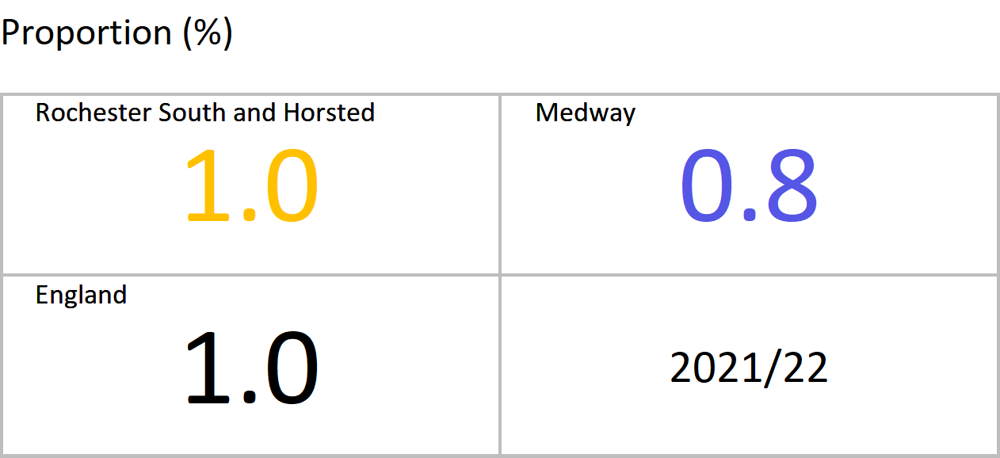 Proportion (%)
Rochester South and Horsted
1.0
Medway
0.8
England
1.0
2021/22